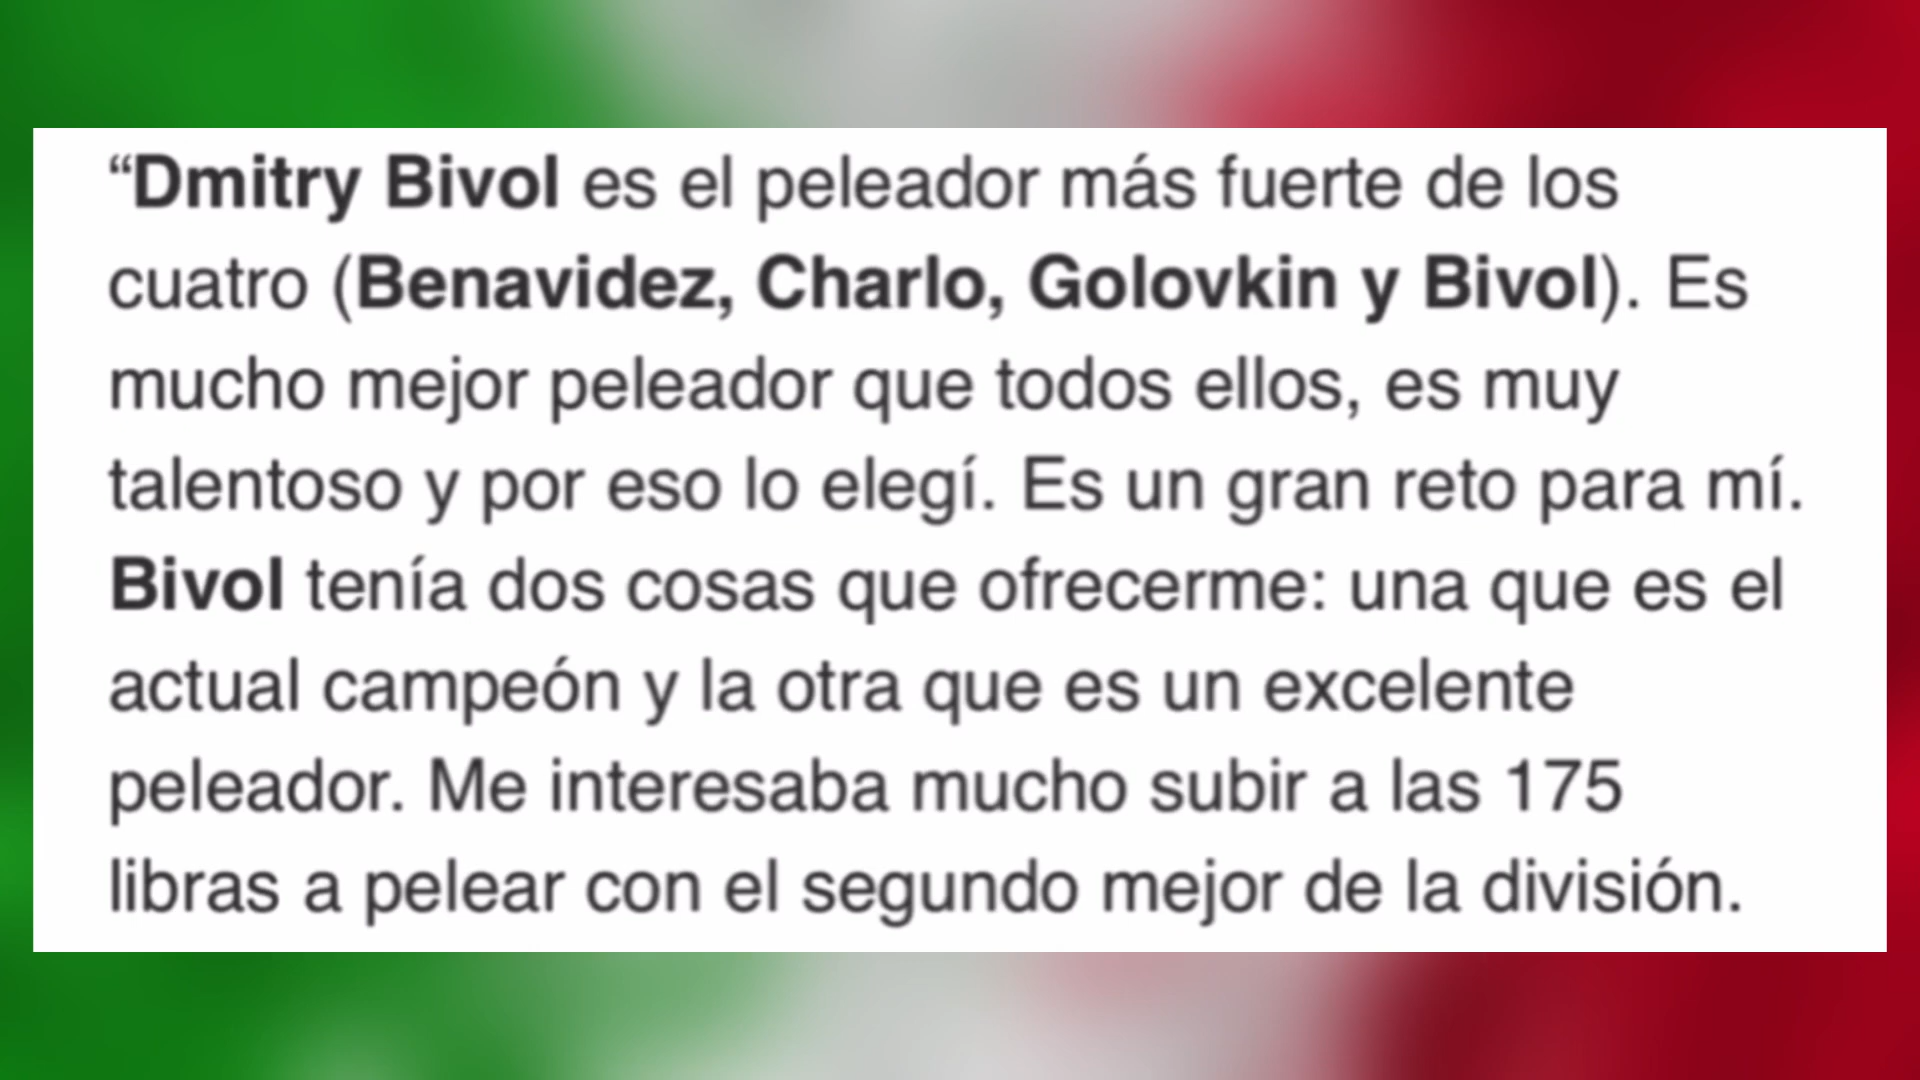 “Dmitry Bivol es el peleador más fuerte de los
cuatro (Benavidez, Charlo, Golovkin y Bivol). Es
mucho mejor peleador que todos ellos, es muy
talentoso y por eso lo elegí. Es un gran reto para mí.
Bivol tenía dos cosas que ofrecerme: una que es el
actual campeón y la otra que es un excelente
peleador. Me interesaba mucho subir a las 175
libras a pelear con el segundo mejor de la división.